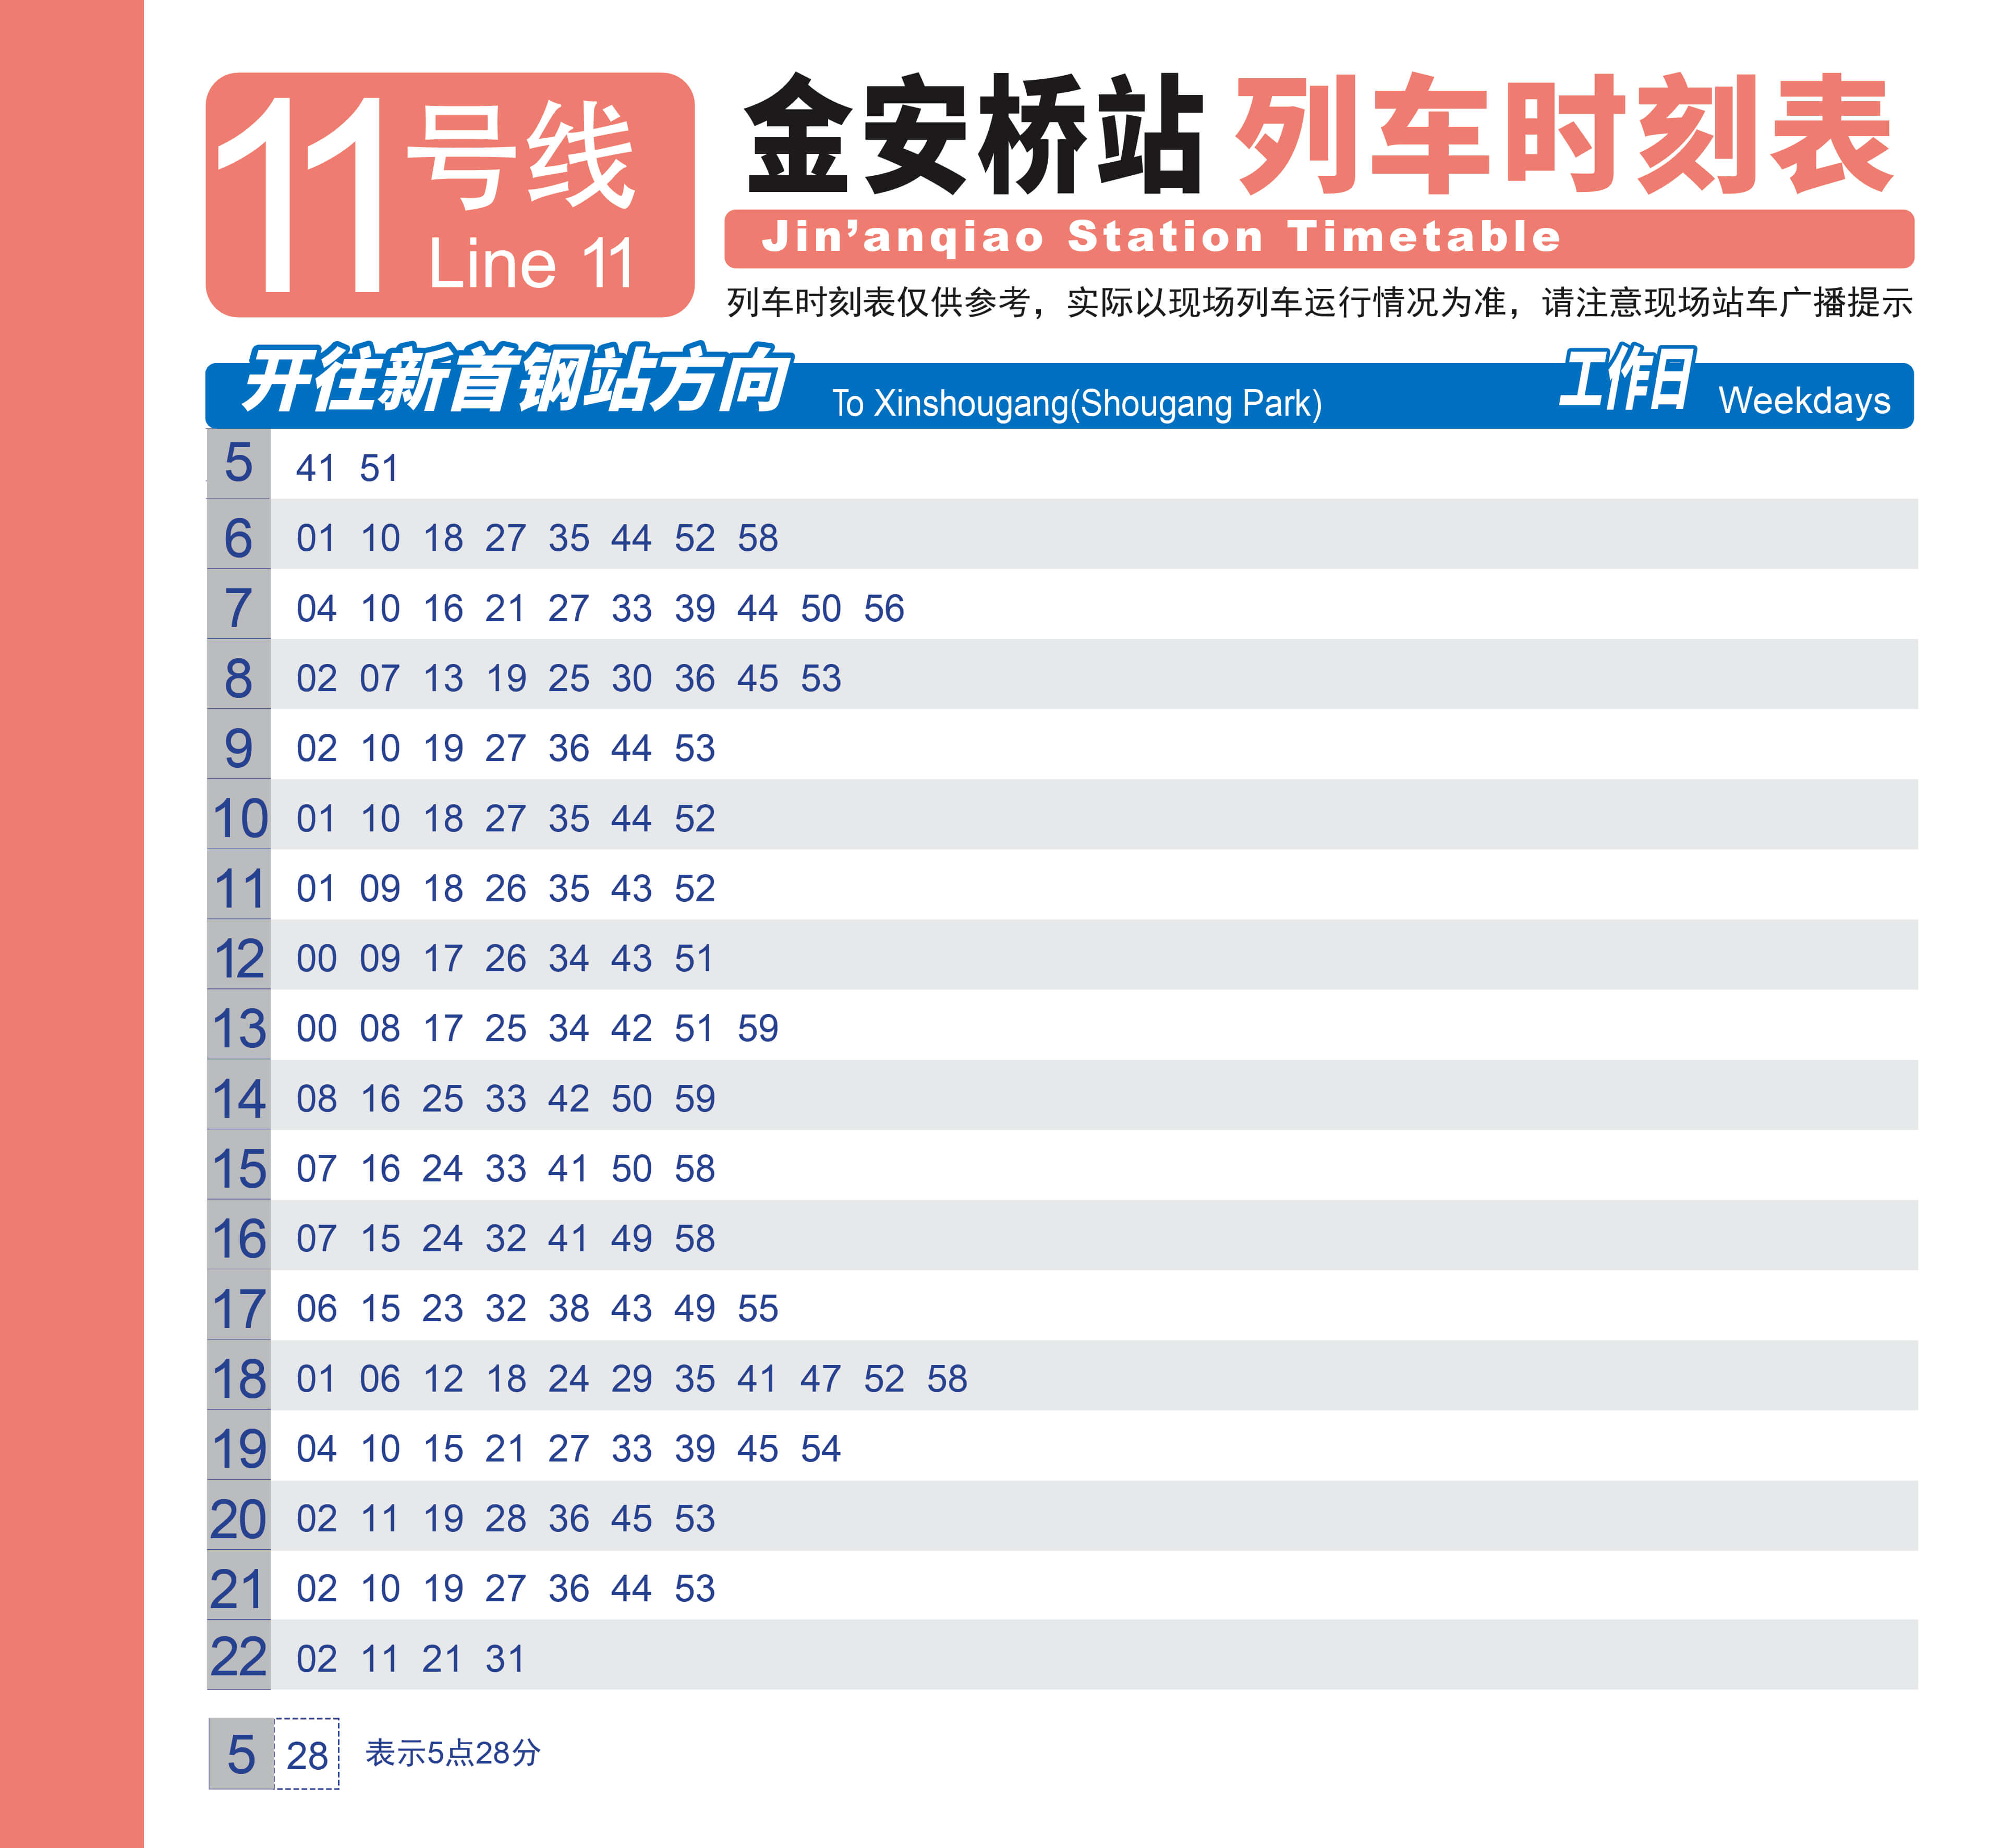 11号线
Line 11
金安桥站 列车时刻表
Jin’anqiao Station Timetable
列车时刻表仅供参考，实际以现场列车运行情况为准，请注意现场站车广播提示
开往新首钢站方向 To Xinshougang(Shougang Park) 工作日 Weekdays
5 41 51
6 01 10 18 27 35 44 52 58
7 04 10 16 21 27 33 39 44 50 56
8 02 07 13 19 25 30 36 45 53
9 02 10 19 27 36 44 53
10 01 10 18 27 35 44 52
11 01 09 18 26 35 43 52
12 00 09 17 26 34 43 51
13 00 08 17 25 34 42 51 59
14 08 16 25 33 42 50 59
15 07 16 24 33 41 50 58
16 07 15 24 32 41 49 58
17 06 15 23 32 38 43 49 55
18 01 06 12 18 24 29 35 41 47 52 58
19 04 10 15 21 27 33 39 45 54
20 02 11 19 28 36 45 53
21 02 10 19 27 36 44 53
22 02 11 21 31
5 28 表示5点28分